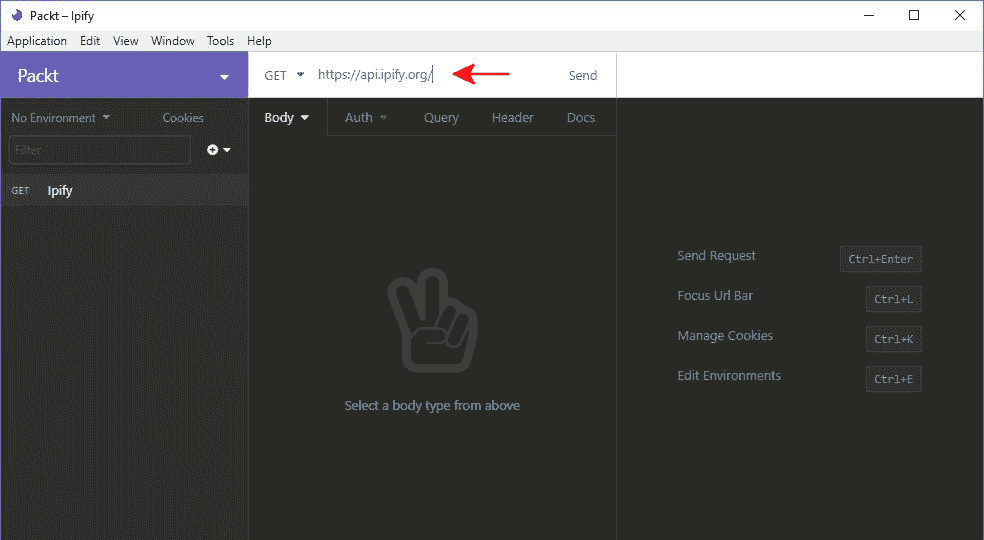 Packt – Ipify
Application Edit View Window Tools Help
Packt
GET https://api.ipify.org/ Send
No Environment Cookies
Body Auth Query Header Docs
Filter
GET Ipify
Send Request Ctrl+Enter
Focus Url Bar Ctrl+L
Manage Cookies Ctrl+K
Edit Environments Ctrl+E
Select a body type from above